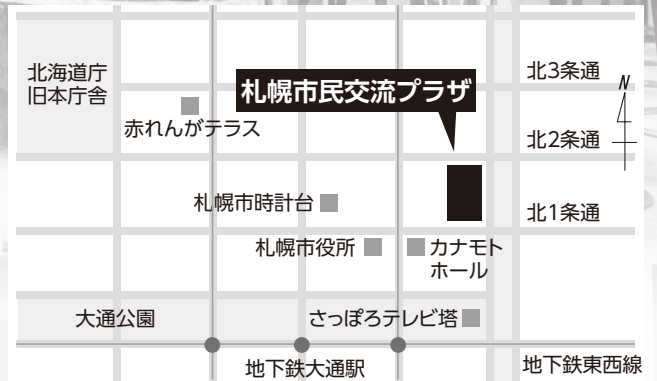 北海道庁
旧本庁舎
赤れんがテラス
札幌市民交流プラザ
北3条通
N
北2条通
札幌市時計台
北1条通
札幌市役所
カナモト
ホール
大通公園
さっぽろテレビ塔
地下鉄大通駅
地下鉄東西線